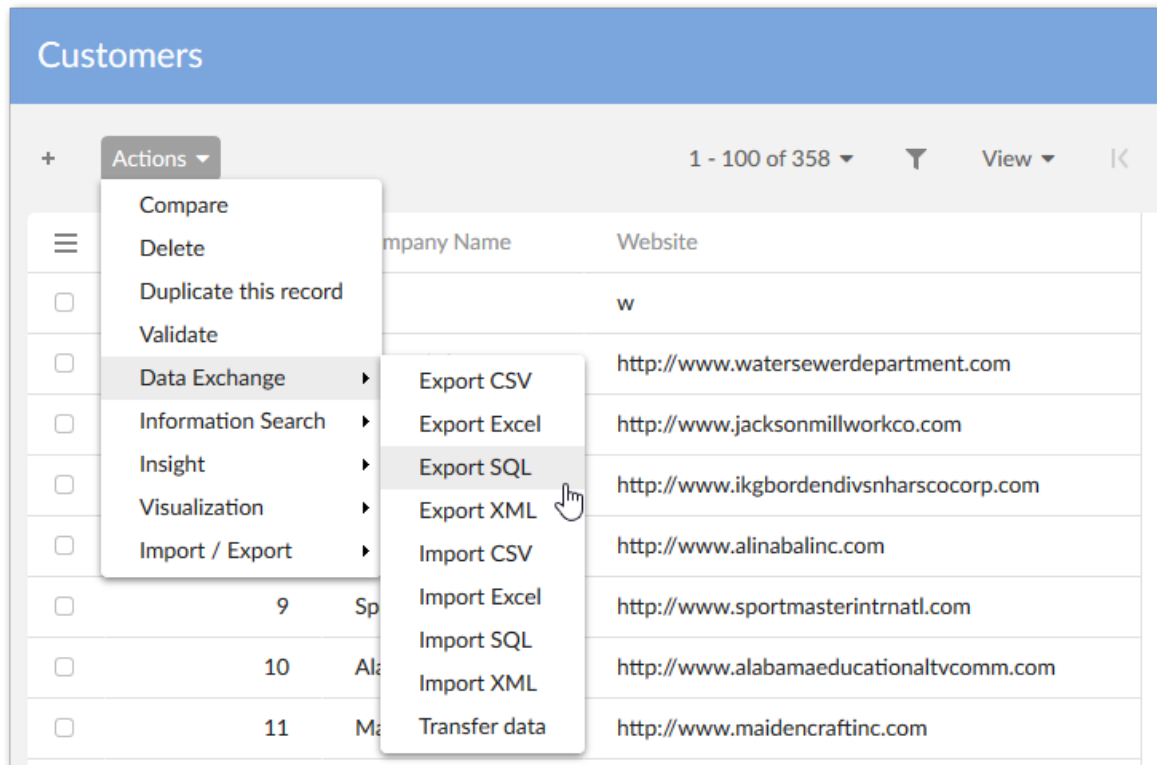 Customers
+ Actions 1 - 100 of 358 View
Compare
Delete
Duplicate this record
Validate
Data Exchange
Information Search
Insight
Visualization
Import / Export
Export CSV
Export Excel
Export SQL
Export XML
Import CSV
Import Excel
Import SQL
Import XML
Transfer data
mpany Name Website
w
http://www.watersewerdepartment.com
http://www.jacksonmillworkco.com
http://www.ikgbordendivsnharscocorp.com
http://www.alinabalinc.com
9 Sp http://www.sportmasterintrnatl.com
10 Ala http://www.alabamaeducationaltvcomm.com
11 Ma http://www.maidencraftinc.com